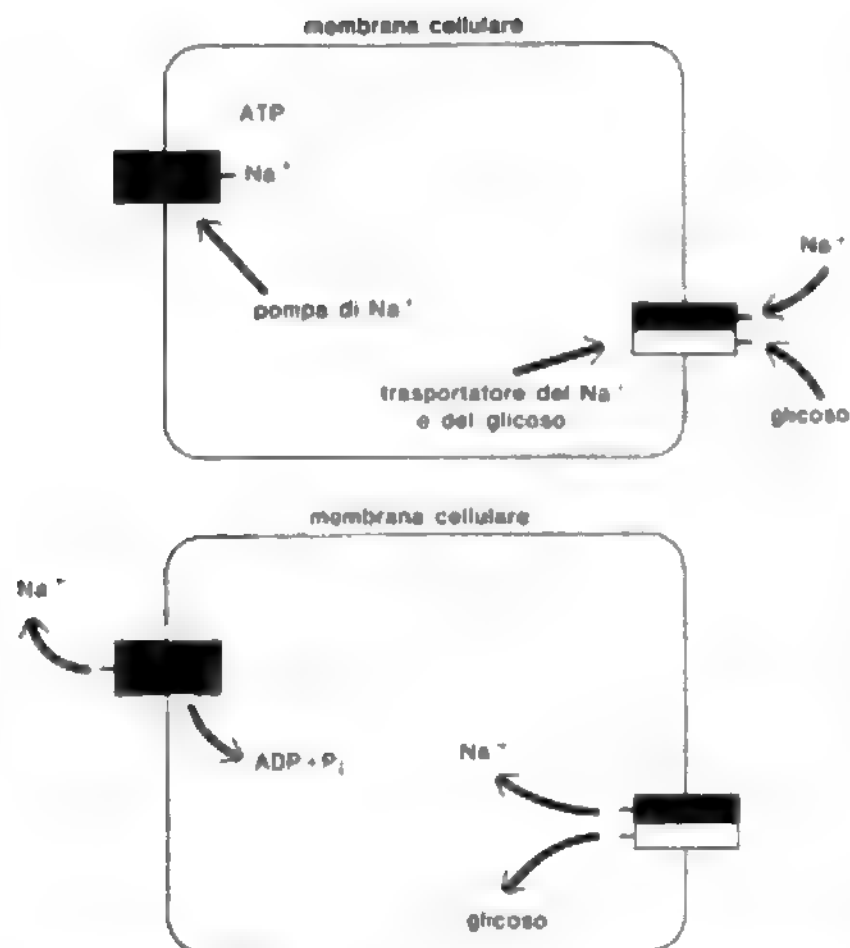 membrana cellulare
ATP
Na⁺
Na⁺
pompa di Na⁺
trasportatore del Na⁺
e del glicoso
glicoso
membrana cellulare
Na⁺
ADP + Pᵢ
Na⁺
glicoso